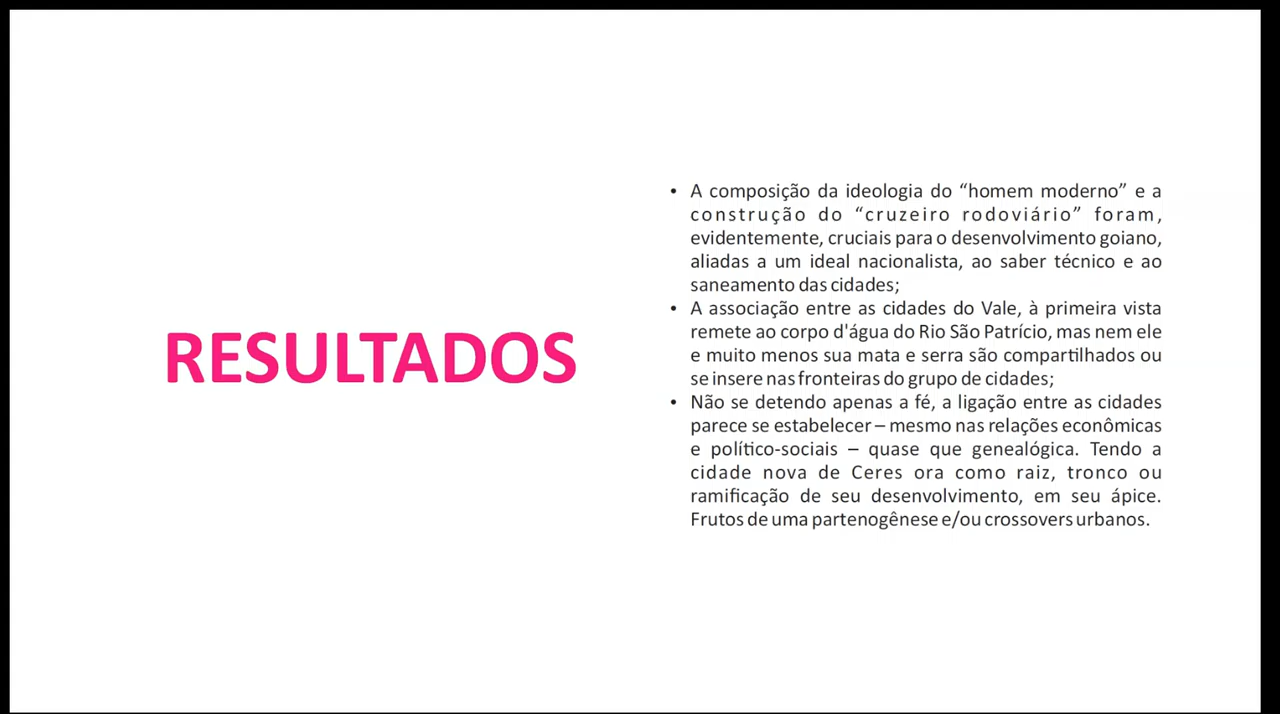 RESULTADOS
• A composição da ideologia do “homem moderno” e a
construção do “cruzeiro rodoviário” foram,
evidentemente, cruciais para o desenvolvimento goiano,
aliadas a um ideal nacionalista, ao saber técnico e ao
saneamento das cidades;
• A associação entre as cidades do Vale, à primeira vista
remete ao corpo d'água do Rio São Patrício, mas nem ele
e muito menos sua mata e serra são compartilhados ou
se insere nas fronteiras do grupo de cidades;
• Não se detendo apenas a fé, a ligação entre as cidades
parece se estabelecer – mesmo nas relações econômicas
e político-sociais – quase que genealógica. Tendo a
cidade nova de Ceres ora como raiz, tronco ou
ramificação de seu desenvolvimento, em seu ápice.
Frutos de uma partenogênese e/ou crossovers urbanos.